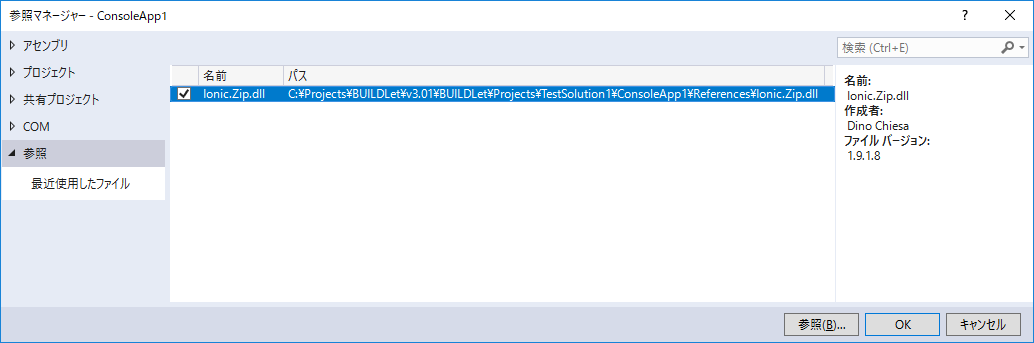 参照マネージャー - ConsoleApp1
? ×
アセンブリ
プロジェクト
共有プロジェクト
COM
参照
最近使用したファイル
名前 パス
Ionic.Zip.dll C:¥Projects¥BUILDLet¥v3.01¥BUILDLet¥Projects¥TestSolution1¥ConsoleApp1¥References¥Ionic.Zip.dll
検索 (Ctrl+E)
名前:
Ionic.Zip.dll
作成者:
Dino Chiesa
ファイル バージョン:
1.9.1.8
参照(B)... OK キャンセル